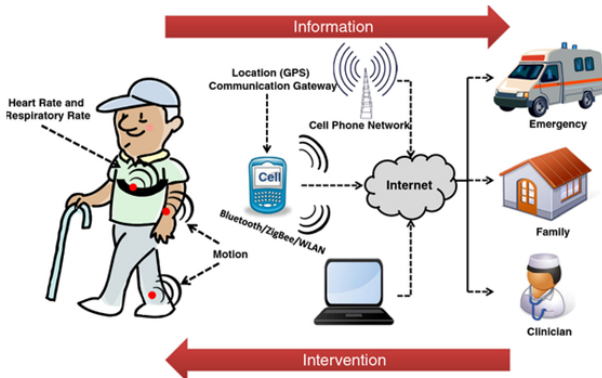 Information
Location (GPS)
Communication Gateway
Heart Rate and
Respiratory Rate
Cell Phone Network
Emergency
Cell
Internet
Bluetooth/ZigBee/WLAN
Family
Motion
Clinician
Intervention